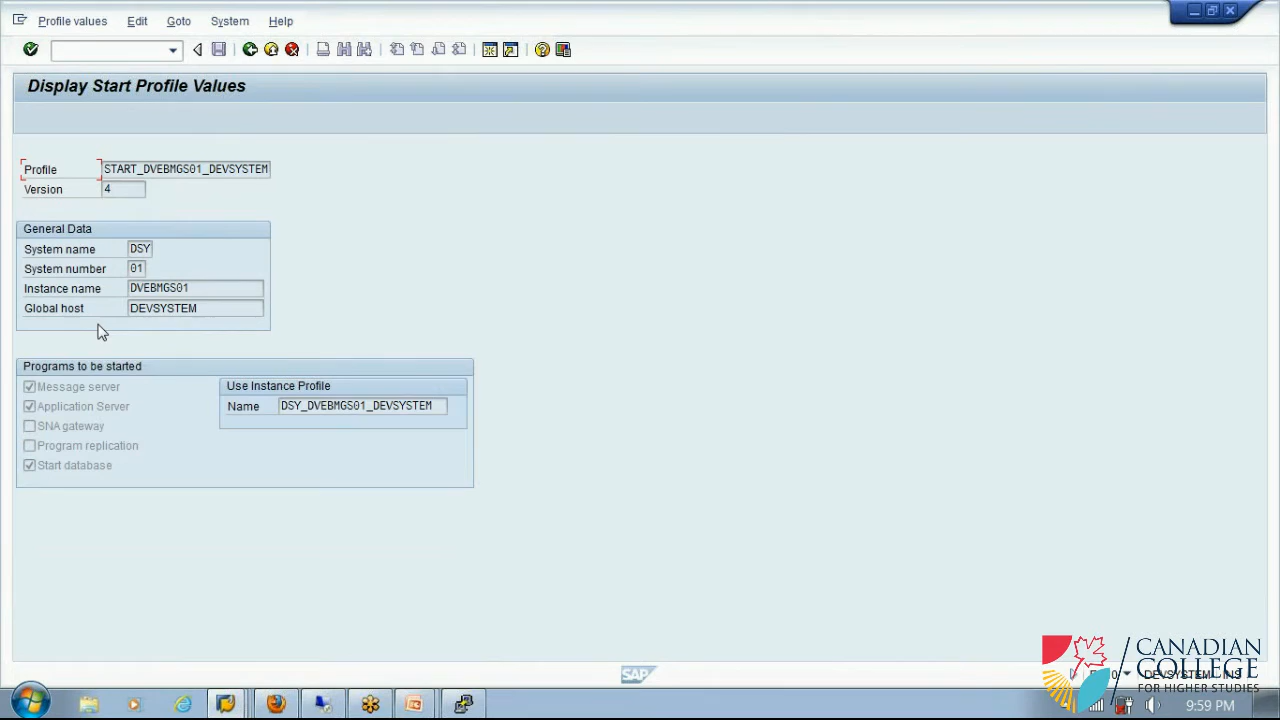 Profile values Edit Goto System Help
Display Start Profile Values
Profile START_DVEBMGS01_DEVSYSTEM
Version 4
General Data
System name DSY
System number 01
Instance name DVEBMGS01
Global host DEVSYSTEM
Programs to be started
Message server
Application Server
SNA gateway
Program replication
Start database
Use Instance Profile
Name DSY_DVEBMGS01_DEVSYSTEM
SAP
DEVSYSTEM INS
CANADIAN
COLLEGE
FOR HIGHER STUDIES
9:59 PM